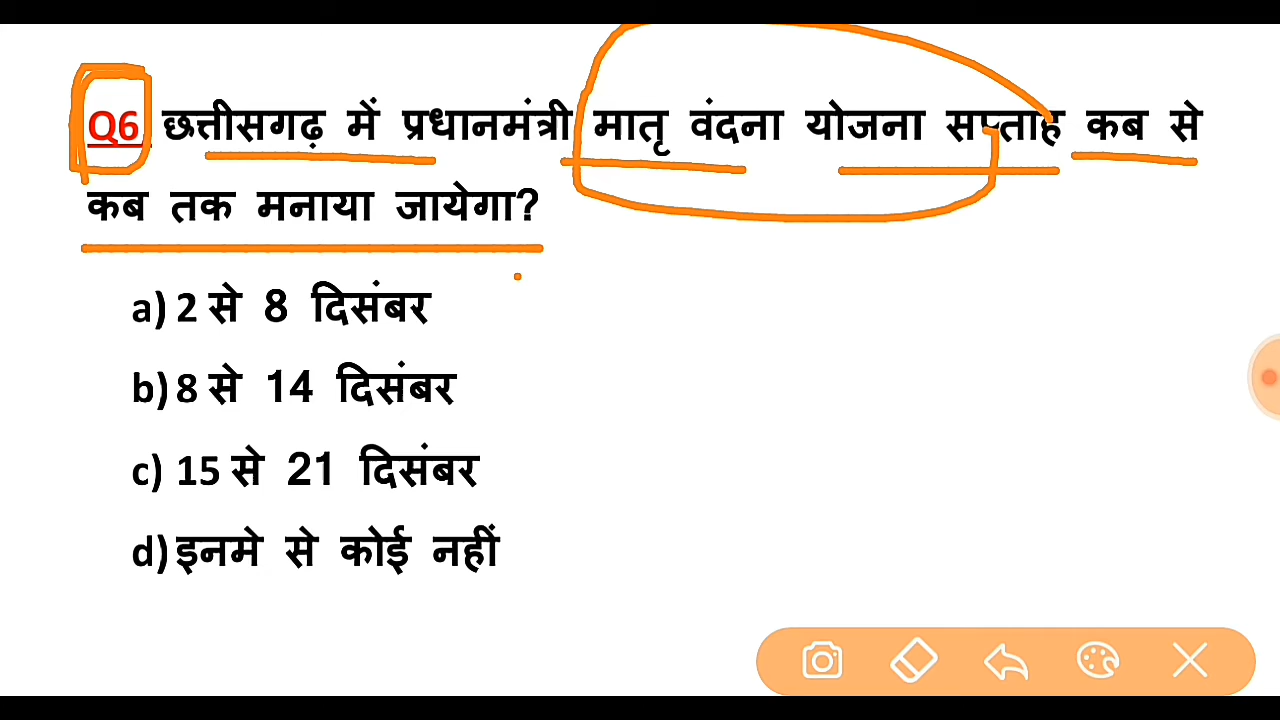 Q6 छत्तीसगढ़ में प्रधानमंत्री मातृ वंदना योजना सप्ताह कब से
कब तक मनाया जायेगा?
a) 2 से 8 दिसंबर
b) 8 से 14 दिसंबर
c) 15 से 21 दिसंबर
d) इनमे से कोई नहीं